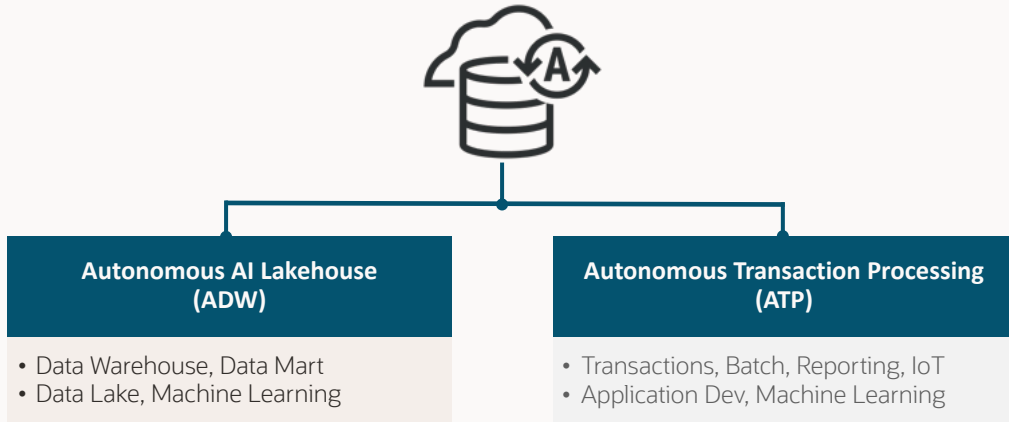 A
Autonomous AI Lakehouse
(ADW)
• Data Warehouse, Data Mart
• Data Lake, Machine Learning
Autonomous Transaction Processing
(ATP)
• Transactions, Batch, Reporting, IoT
• Application Dev, Machine Learning